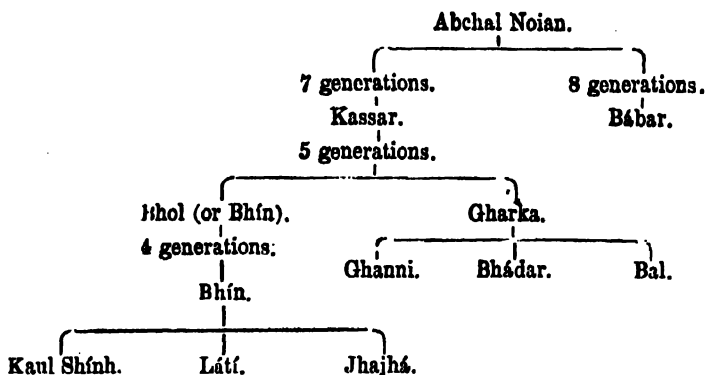 Abchal Noian.
7 generations. 8 generations.
Kassar. Bábar.
5 generations.
Bhol (or Bhín). Gharka.
4 generations.
Ghanni. Bhádar. Bal.
Bhín.
Kaul Shính. Látí. Jhajhá.